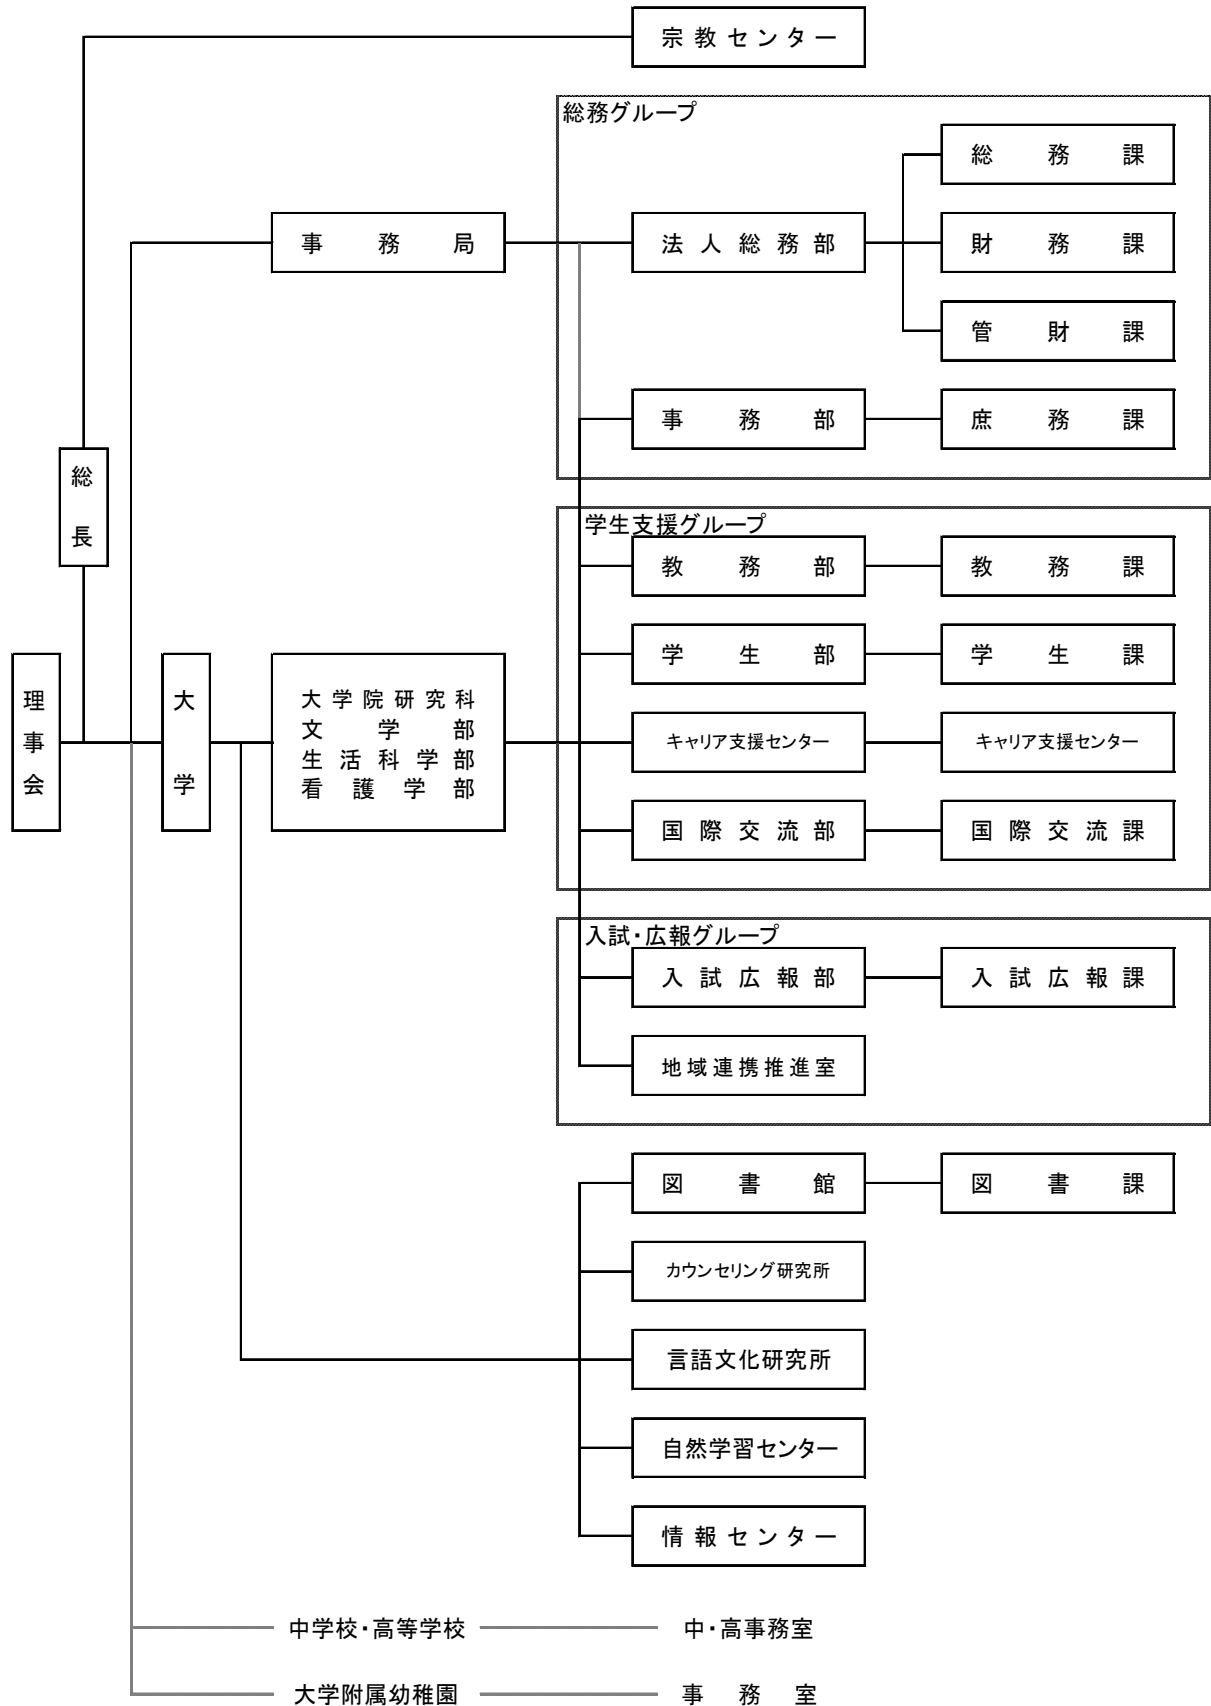 宗教センター
総務グループ
総務課
事務局
法人総務部
財務課
管財課
事務部
庶務課
総長
学生支援グループ
教務部
教務課
学生部
学生課
理事会
大学
大学院研究科
文学部
生活科学部
看護学部
キャリア支援センター
キャリア支援センター
国際交流部
国際交流課
入試・広報グループ
入試広報部
入試広報課
地域連携推進室
図書館
図書課
カウンセリング研究所
言語文化研究所
自然学習センター
情報センター
中学校・高等学校
中・高事務室
大学附属幼稚園
事務室